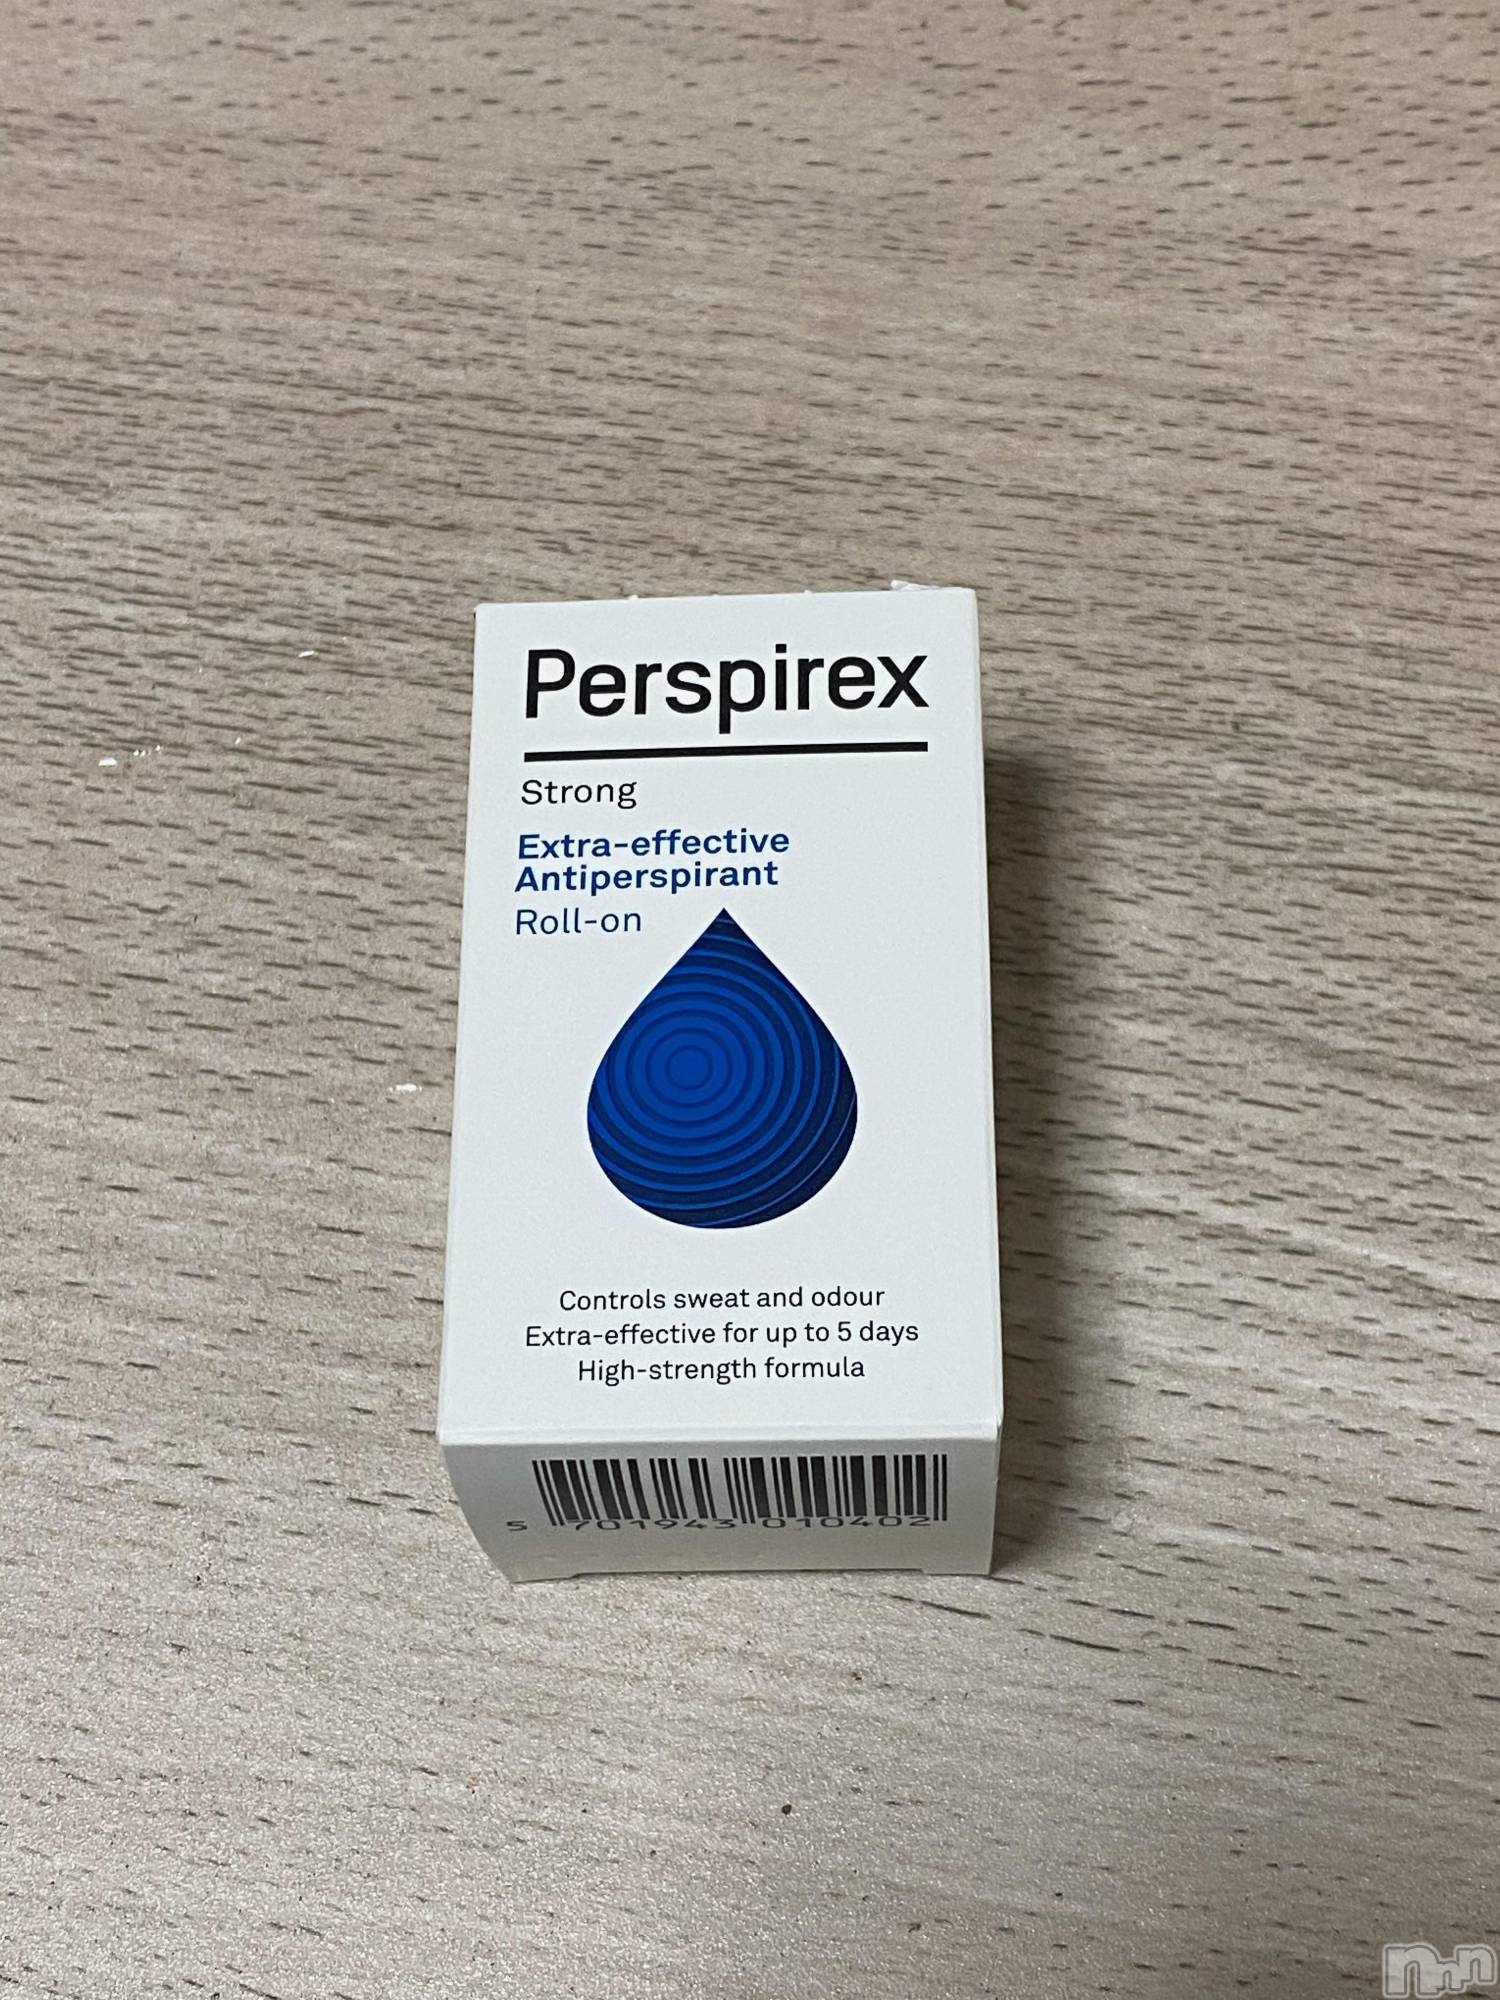 Perspirex
Strong
Extra-effective
Antiperspirant
Roll-on
Controls sweat and odour
Extra-effective for up to 5 days
High-strength formula
5 701943 010402